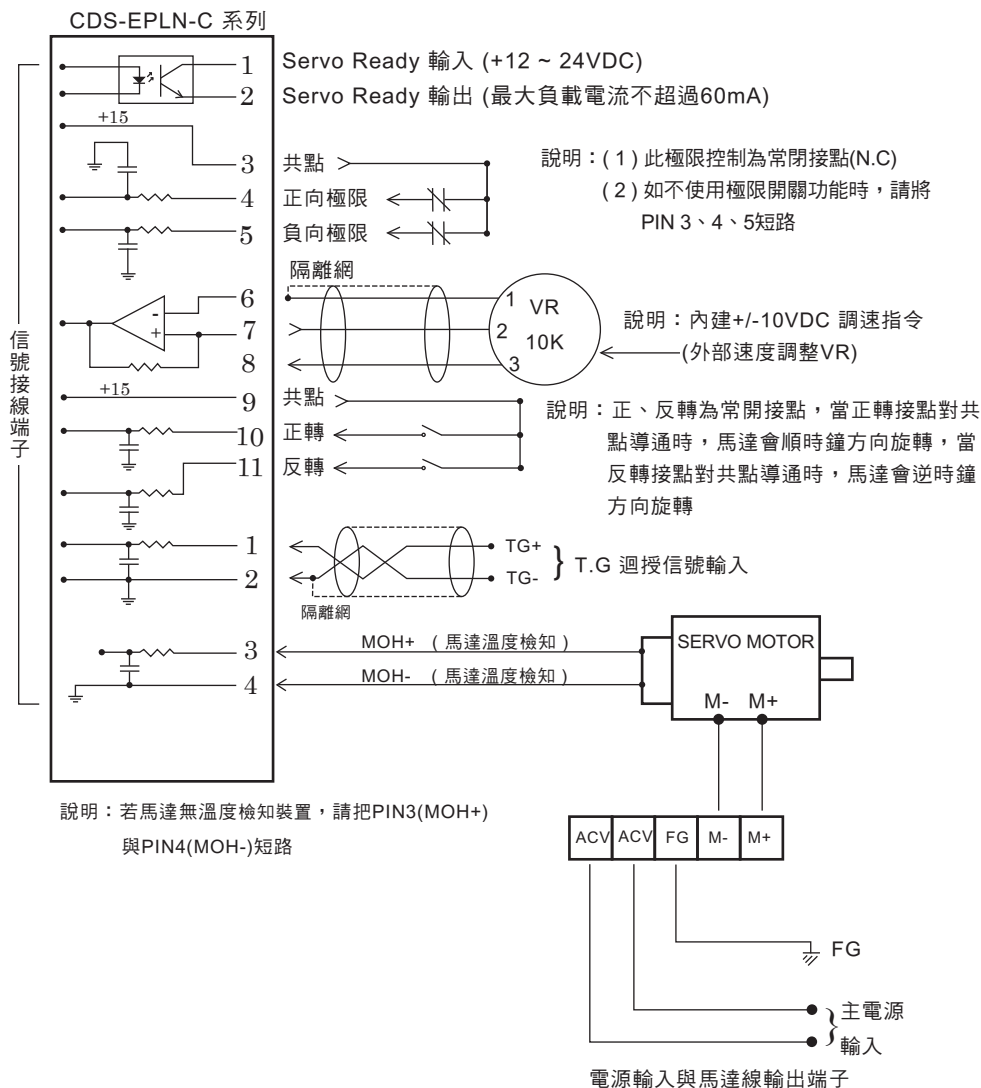 CDS-EPLN-C 系列
信號接線端子
1 Servo Ready 輸入 (+12 ~ 24VDC)
2 Servo Ready 輸出 (最大負載電流不超過60mA)
+15
3 共點
4 正向極限
5 負向極限
說明：( 1 ) 此極限控制為常閉接點(N.C)
( 2 ) 如不使用極限開關功能時，請將
PIN 3、4、5短路
隔離網
6
7
8
-
+
1
2
3
VR
10K
說明：內建+/-10VDC 調速指令
(外部速度調整VR)
+15
9 共點
10 正轉
11 反轉
說明：正、反轉為常開接點，當正轉接點對共
點導通時，馬達會順時鐘方向旋轉，當
反轉接點對共點導通時，馬達會逆時鐘
方向旋轉
1
2
TG+
TG-
} T.G 迴授信號輸入
隔離網
3 MOH+ ( 馬達溫度檢知 )
4 MOH- ( 馬達溫度檢知 )
SERVO MOTOR
M- M+
說明：若馬達無溫度檢知裝置，請把PIN3(MOH+)
與PIN4(MOH-)短路
ACV ACV FG M- M+
FG
主電源
輸入
電源輸入與馬達線輸出端子